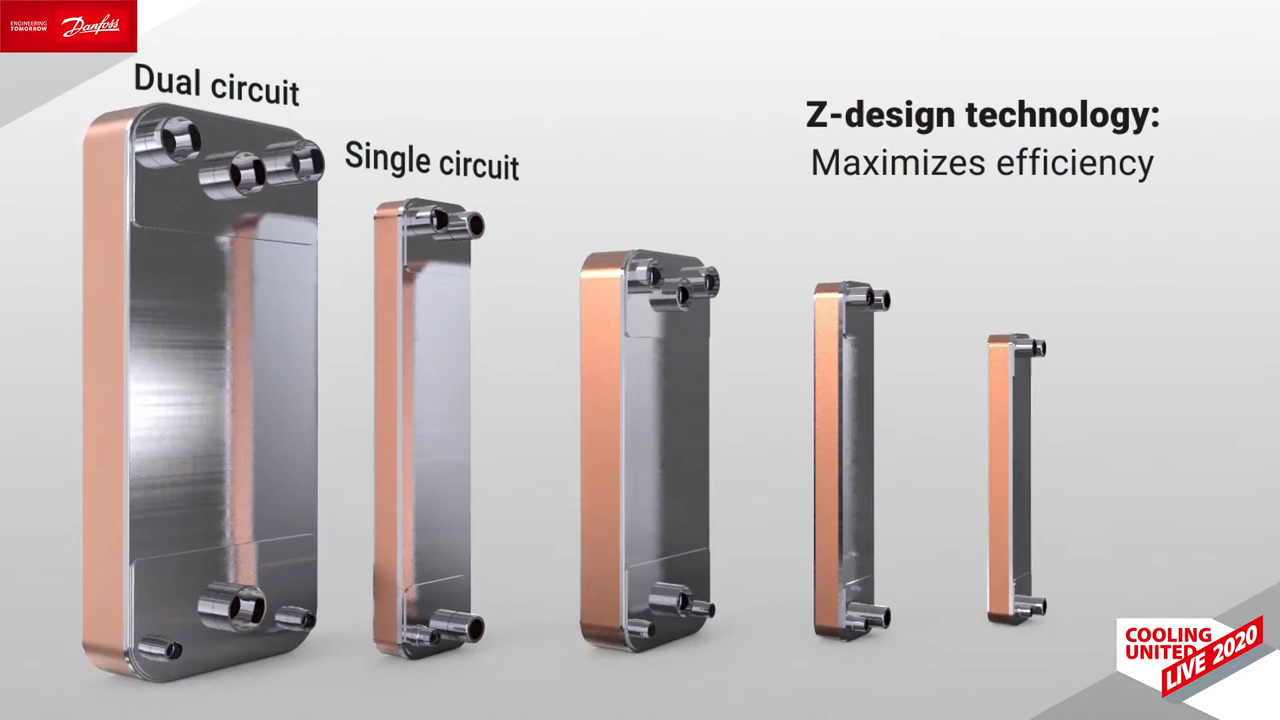 ENGINEERING
TOMORROW
Danfoss
Dual circuit
Single circuit
Z-design technology:
Maximizes efficiency
COOLING
UNITED
LIVE 2020